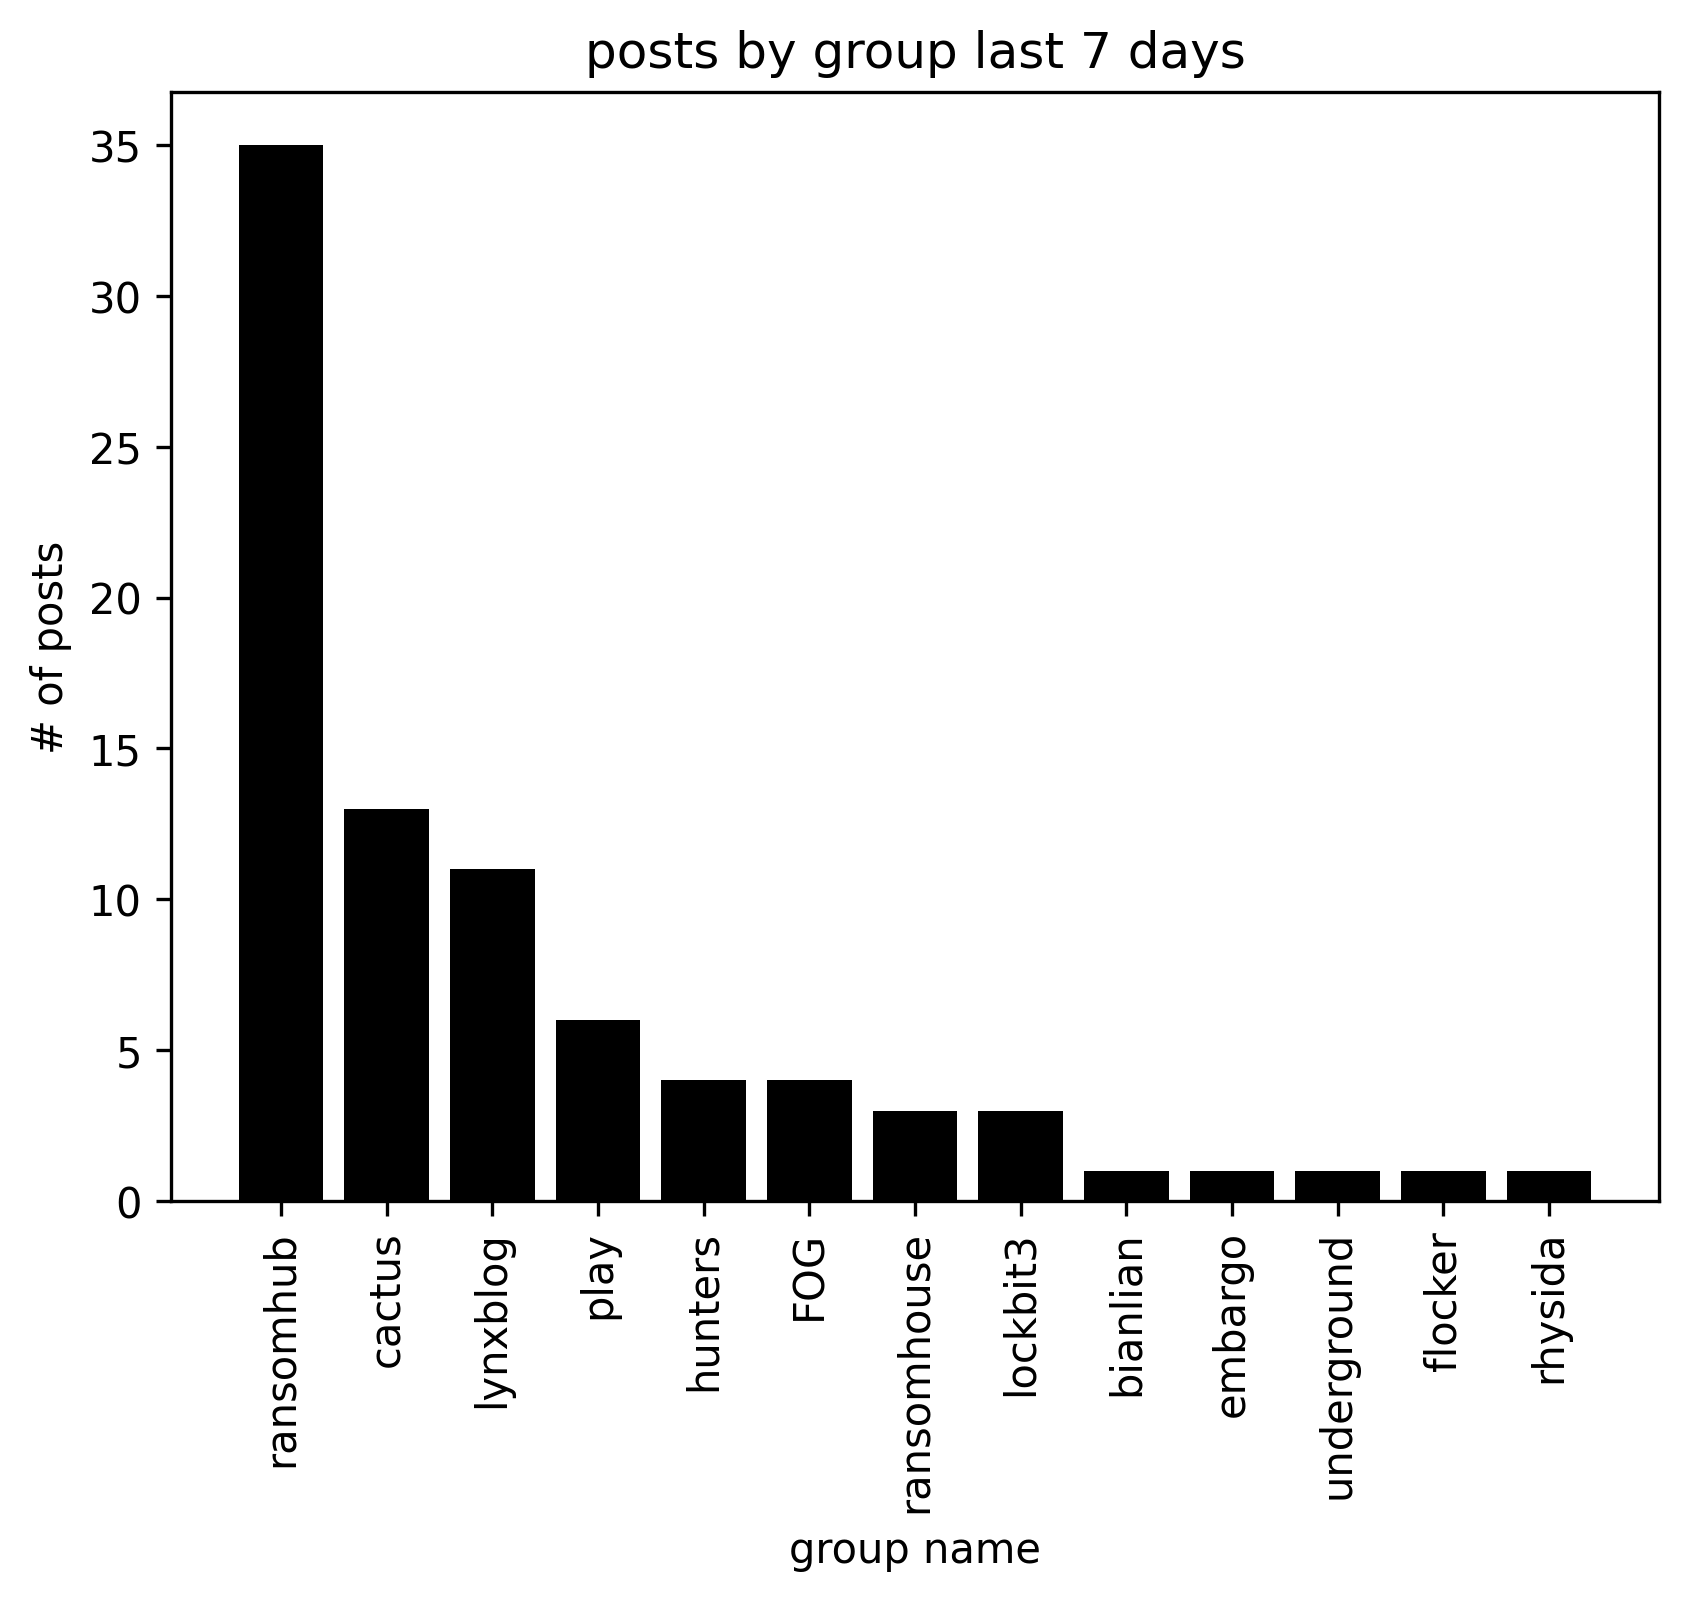 posts by group last 7 days
# of posts
35
30
25
20
15
10
5
0
ransomhub
cactus
lynxblog
play
hunters
FOG
ransomhouse
lockbit3
bianlian
embargo
underground
flocker
rhysida
group name